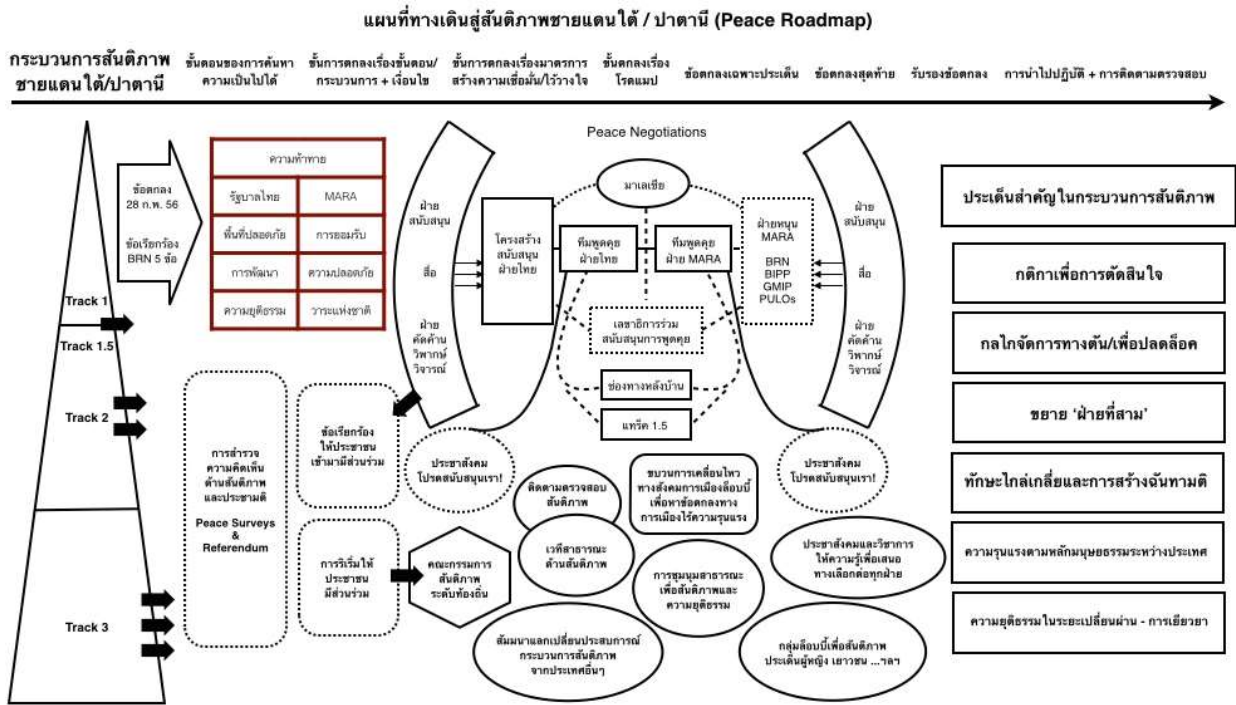 แผนที่ทางเดินสู่สันติภาพชายแดนใต้ / ปาตานี (Peace Roadmap)
กระบวนการสันติภาพ
ชายแดนใต้/ปาตานี
ขั้นตอนของการค้นหา
ความเป็นไปได้
ขั้นการตกลงเรื่องขั้นตอน/
กระบวนการ + เงื่อนไข
ขั้นการตกลงเรื่องมาตรการ
สร้างความเชื่อมั่น/ไว้วางใจ
ขั้นตกลงเรื่อง
โรดแมป
ข้อตกลงเฉพาะประเด็น
ข้อตกลงสุดท้าย
รับรองข้อตกลง
การนำไปปฏิบัติ + การติดตามตรวจสอบ
Track 1
Track 1.5
Track 2
Track 3
ข้อตกลง
28 ก.พ. 56
ข้อเรียกร้อง
BRN 5 ข้อ
ความท้าทาย
รัฐบาลไทย
MARA
พื้นที่ปลอดภัย
การยอมรับ
การพัฒนา
ความปลอดภัย
ความยุติธรรม
วาระแห่งชาติ
การสำรวจ
ความคิดเห็น
ด้านสันติภาพ
และประชามติ
Peace Surveys
&
Referendum
ข้อเรียกร้อง
ให้ประชาชน
เข้ามามีส่วนร่วม
การริเริ่มให้
ประชาชน
มีส่วนร่วม
ฝ่าย
สนับสนุน
สื่อ
ฝ่าย
คัดค้าน
วิพากษ์
วิจารณ์
Peace Negotiations
มาเลเซีย
โครงสร้าง
สนับสนุน
ฝ่ายไทย
ทีมพูดคุย
ฝ่ายไทย
ทีมพูดคุย
ฝ่าย MARA
ฝ่ายหนุน
MARA
BRN
BIPP
GMIP
PULOs
เลขาธิการร่วม
สนับสนุนการพูดคุย
ช่องทางหลังบ้าน
แทร็ค 1.5
ฝ่าย
สนับสนุน
สื่อ
ฝ่าย
คัดค้าน
วิพากษ์
วิจารณ์
ประชาสังคม
โปรดสนับสนุนเรา!
ติดตามตรวจสอบ
สันติภาพ
ขบวนการเคลื่อนไหว
ทางสังคมการเมืองล็อบบี้
เพื่อหาข้อตกลงทาง
การเมืองไร้ความรุนแรง
ประชาสังคม
โปรดสนับสนุนเรา!
คณะกรรมการ
สันติภาพ
ระดับท้องถิ่น
เวทีสาธารณะ
ด้านสันติภาพ
การชุมนุมสาธารณะ
เพื่อสันติภาพและ
ความยุติธรรม
ประชาสังคมและวิชาการ
ให้ความรู้เพื่อเสนอ
ทางเลือกต่อทุกฝ่าย
สัมมนาแลกเปลี่ยนประสบการณ์
กระบวนการสันติภาพ
จากประเทศอื่นๆ
กลุ่มล็อบบี้เพื่อสันติภาพ
ประเด็นผู้หญิง เยาวชน ...ฯลฯ
ประเด็นสำคัญในกระบวนการสันติภาพ
กติกาเพื่อการตัดสินใจ
กลไกจัดการทางตัน/เพื่อปลดล็อค
ขยาย ‘ฝ่ายที่สาม’
ทักษะไกล่เกลี่ยและการสร้างฉันทามติ
ความรุนแรงตามหลักมนุษยธรรมระหว่างประเทศ
ความยุติธรรมในระยะเปลี่ยนผ่าน - การเยียวยา